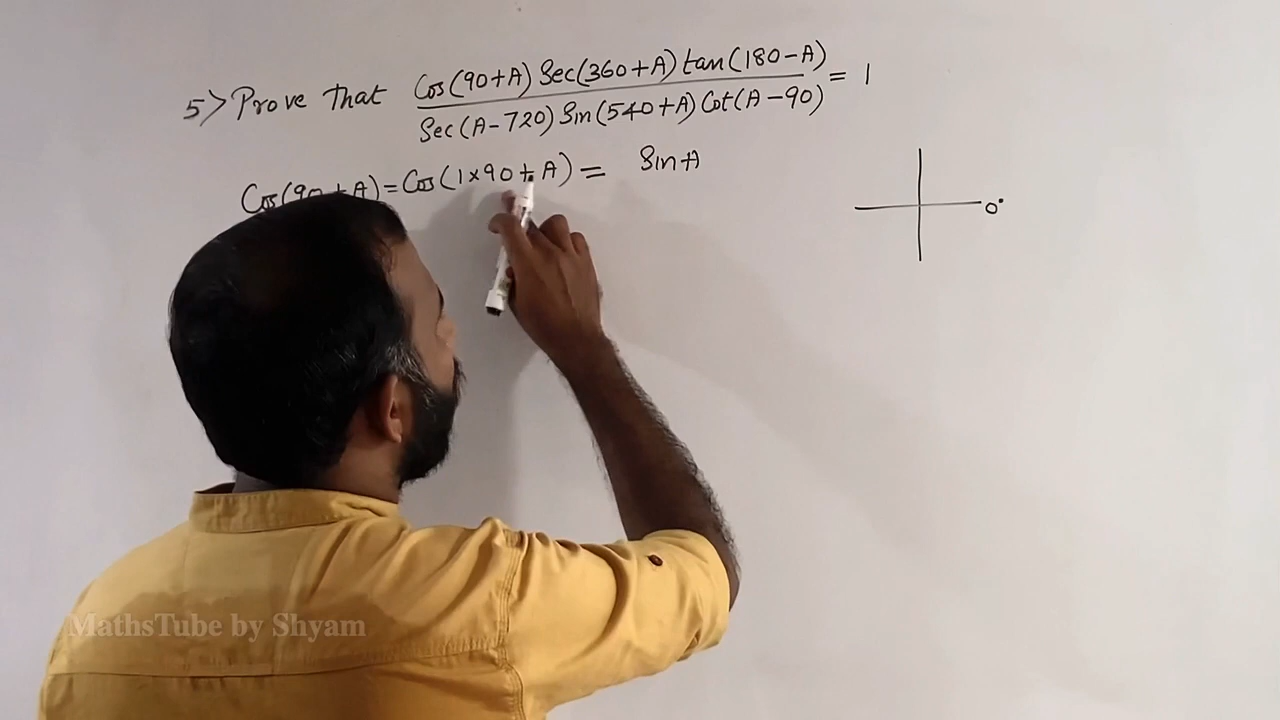 5> Prove that Cos(90+A) Sec(360+A) tan(180-A) / Sec(A-720) Sin(540+A) Cot(A-90) = 1
Cos(90+A) = Cos(1×90+A) = SinA
0°
MathsTube by Shyam